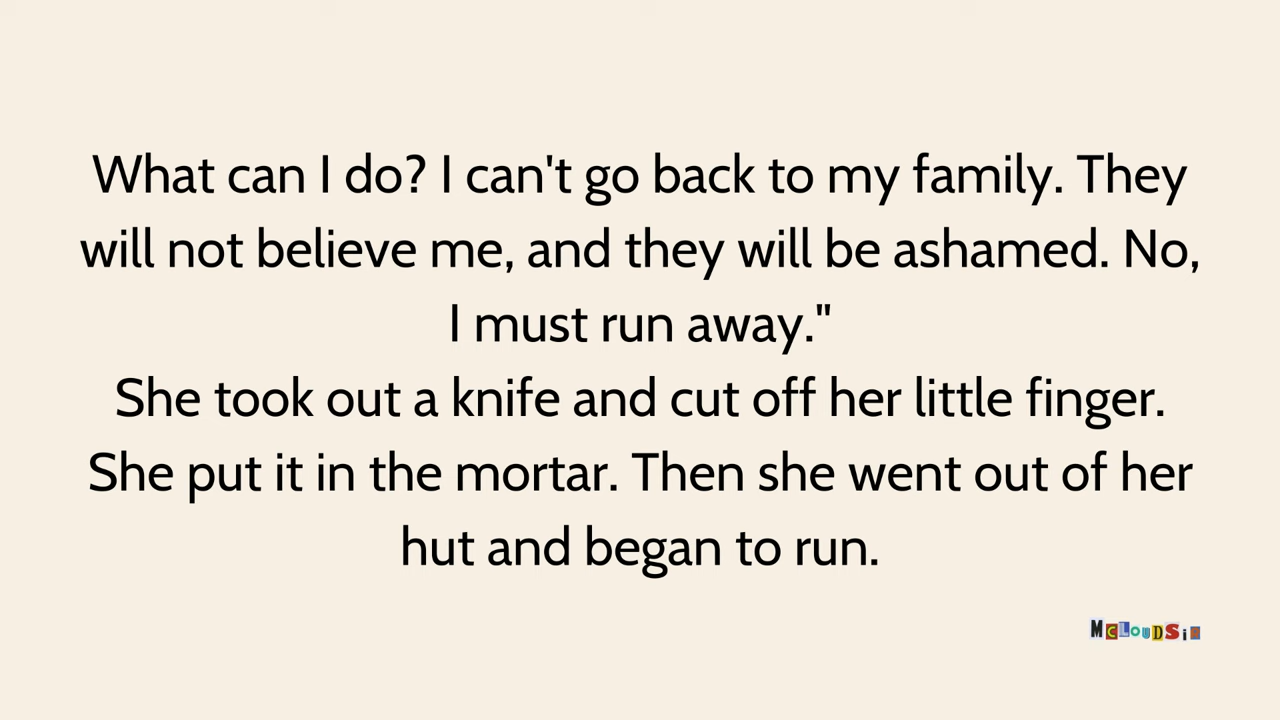 What can I do? I can't go back to my family. They
will not believe me, and they will be ashamed. No,
I must run away."
She took out a knife and cut off her little finger.
She put it in the mortar. Then she went out of her
hut and began to run.